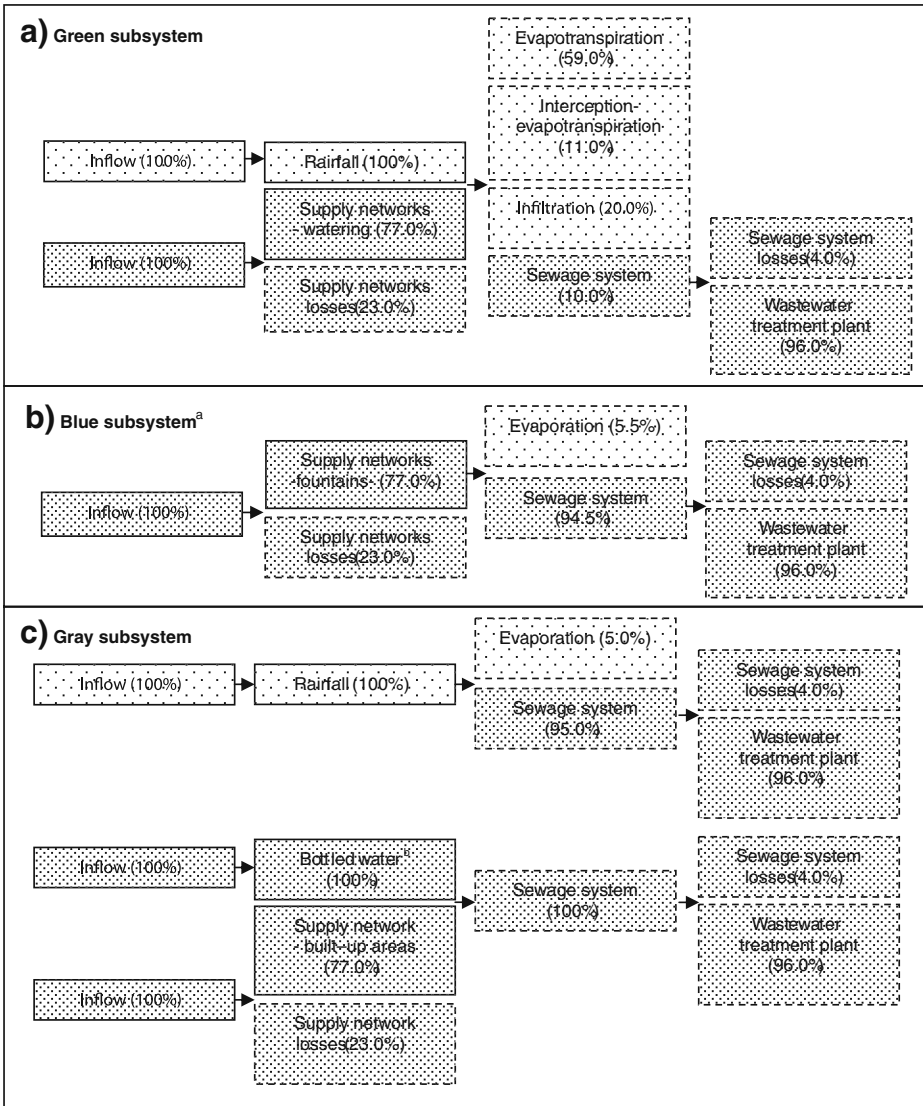 a) Green subsystem
Evapotranspiration
(59.0%)
Interception-
evapotranspiration
(11.0%)
Inflow (100%)
Rainfall (100%)
Supply networks
- watering (77.0%)
Infiltration (20.0%)
Inflow (100%)
Supply networks
losses(23.0%)
Sewage system
(10.0%)
Sewage system
losses(4.0%)
Wastewater
treatment plant
(96.0%)
b) Blue subsystem a
Evaporation (5.5%)
Supply networks
-fountains- (77.0%)
Inflow (100%)
Supply networks
losses(23.0%)
Sewage system
(94.5%)
Sewage system
losses(4.0%)
Wastewater
treatment plant
(96.0%)
c) Gray subsystem
Evaporation (5.0%)
Inflow (100%)
Rainfall (100%)
Sewage system
(95.0%)
Sewage system
losses(4.0%)
Wastewater
treatment plant
(96.0%)
Inflow (100%)
Bottled water b
(100%)
Supply network
- built-up areas
(77.0%)
Inflow (100%)
Supply network
losses(23.0%)
Sewage system
(100%)
Sewage system
losses(4.0%)
Wastewater
treatment plant
(96.0%)